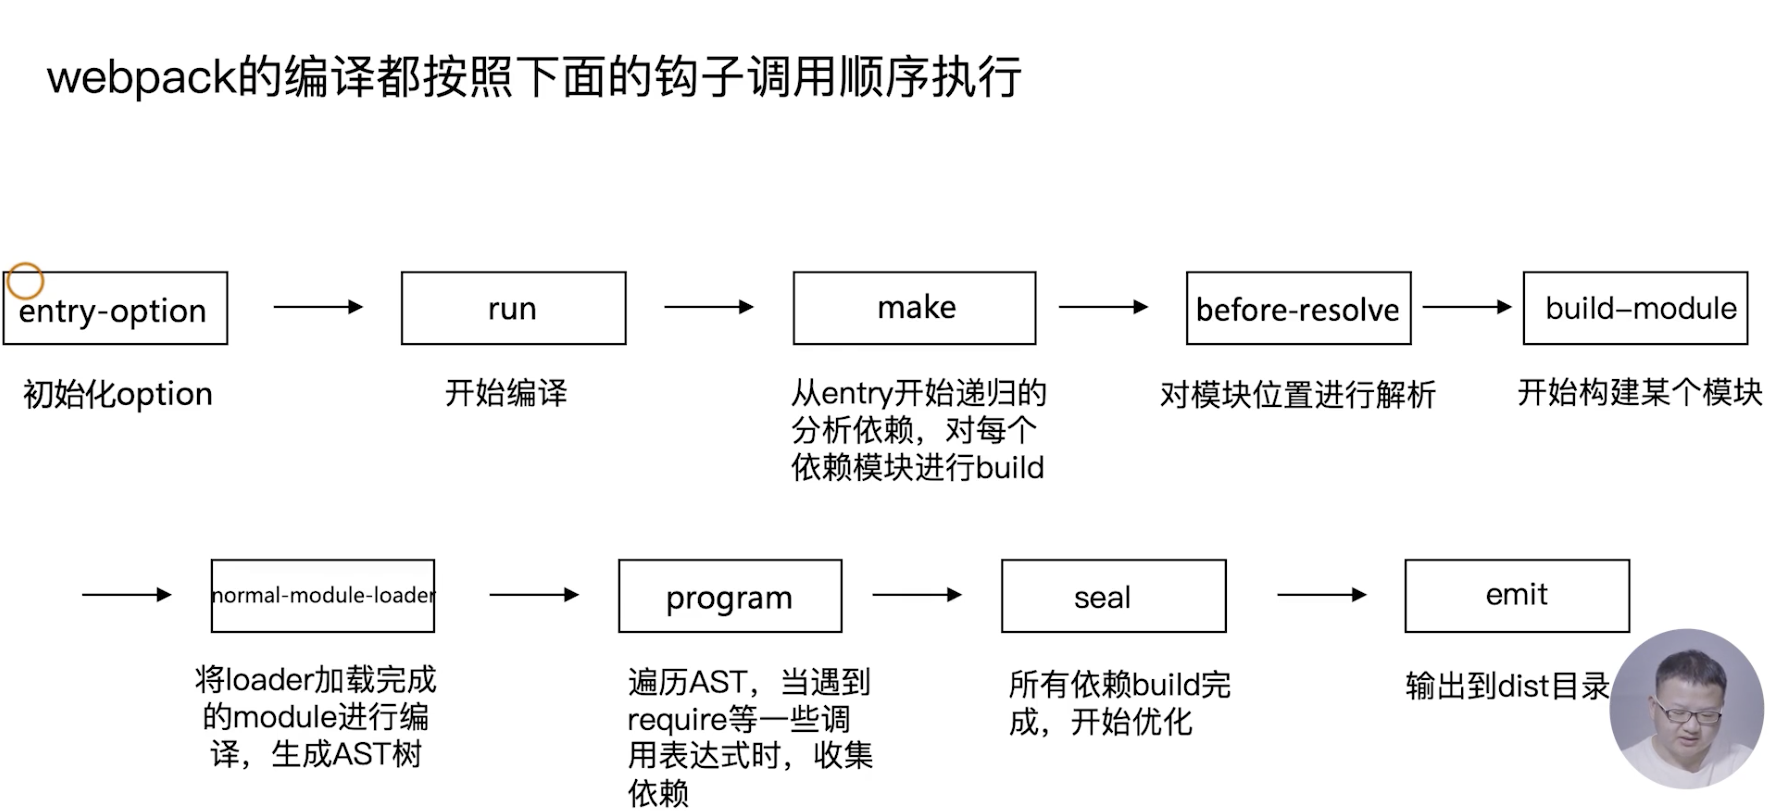 webpack的编译都按照下面的钩子调用顺序执行
entry-option
run
make
before-resolve
build–module
初始化option
开始编译
从entry开始递归的
分析依赖，对每个
依赖模块进行build
对模块位置进行解析
开始构建某个模块
normal-module-loader
program
seal
emit
将loader加载完成
的module进行编
译，生成AST树
遍历AST，当遇到
require等一些调
用表达式时，收集
依赖
所有依赖build完
成，开始优化
输出到dist目录